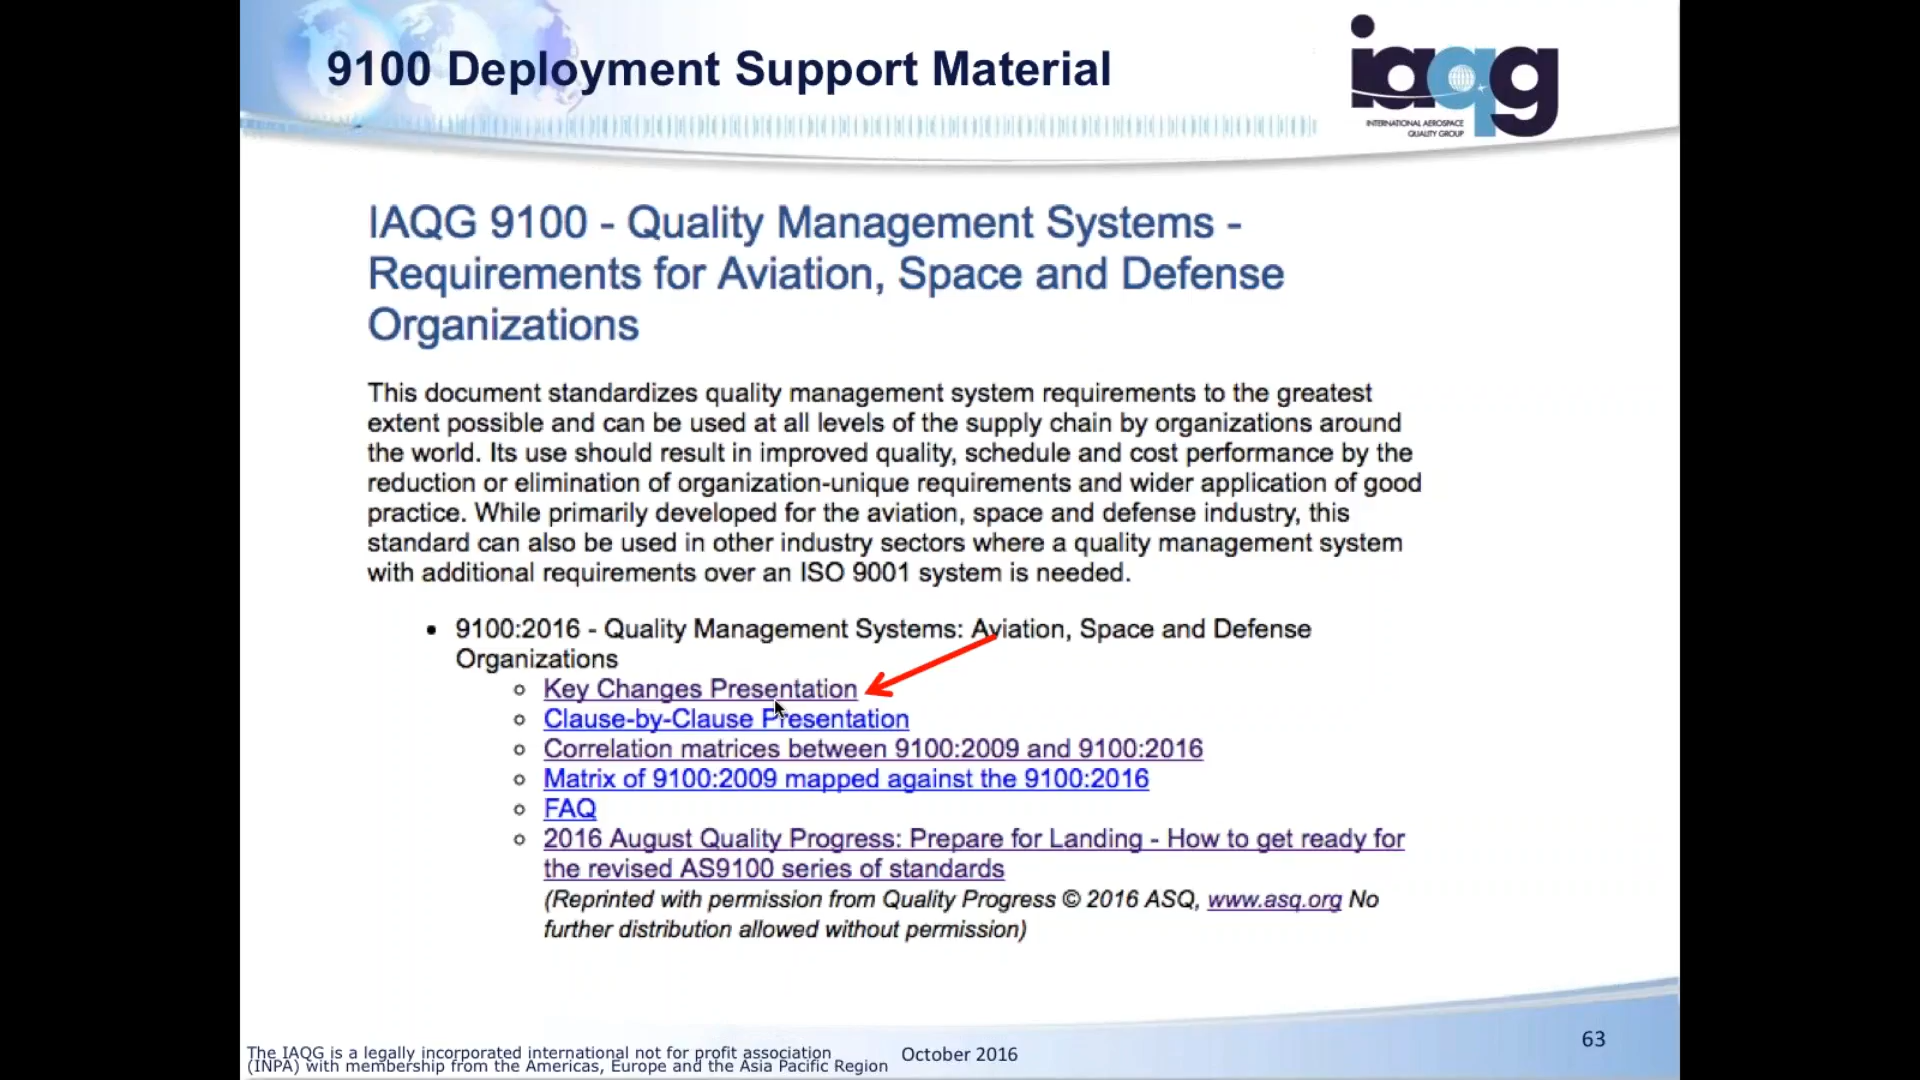 9100 Deployment Support Material
iaqg
INTERNATIONAL AEROSPACE
QUALITY GROUP
IAQG 9100 - Quality Management Systems -
Requirements for Aviation, Space and Defense
Organizations
This document standardizes quality management system requirements to the greatest
extent possible and can be used at all levels of the supply chain by organizations around
the world. Its use should result in improved quality, schedule and cost performance by the
reduction or elimination of organization-unique requirements and wider application of good
practice. While primarily developed for the aviation, space and defense industry, this
standard can also be used in other industry sectors where a quality management system
with additional requirements over an ISO 9001 system is needed.
• 9100:2016 - Quality Management Systems: Aviation, Space and Defense
Organizations
○ Key Changes Presentation
○ Clause-by-Clause Presentation
○ Correlation matrices between 9100:2009 and 9100:2016
○ Matrix of 9100:2009 mapped against the 9100:2016
○ FAQ
○ 2016 August Quality Progress: Prepare for Landing - How to get ready for
the revised AS9100 series of standards
(Reprinted with permission from Quality Progress © 2016 ASQ, www.asq.org No
further distribution allowed without permission)
The IAQG is a legally incorporated international not for profit association
(INPA) with membership from the Americas, Europe and the Asia Pacific Region
October 2016
63